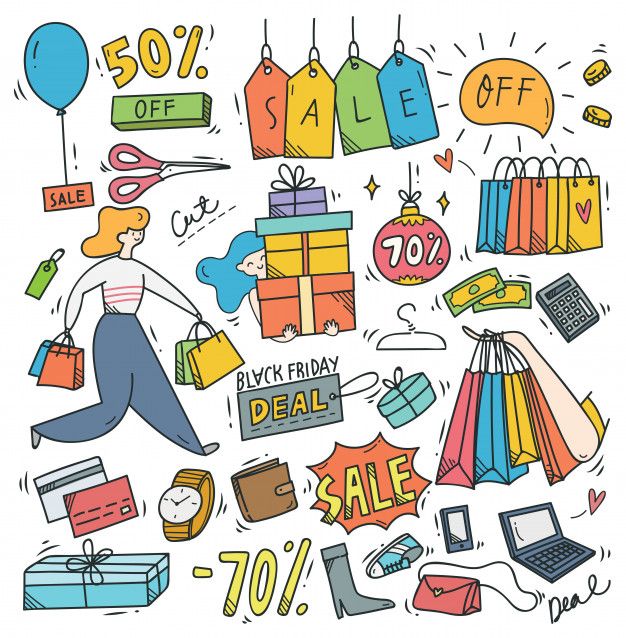 50%
OFF
SALE
SALE
OFF
Cut
70%
BLACK FRIDAY
DEAL
SALE
-70%
Deal